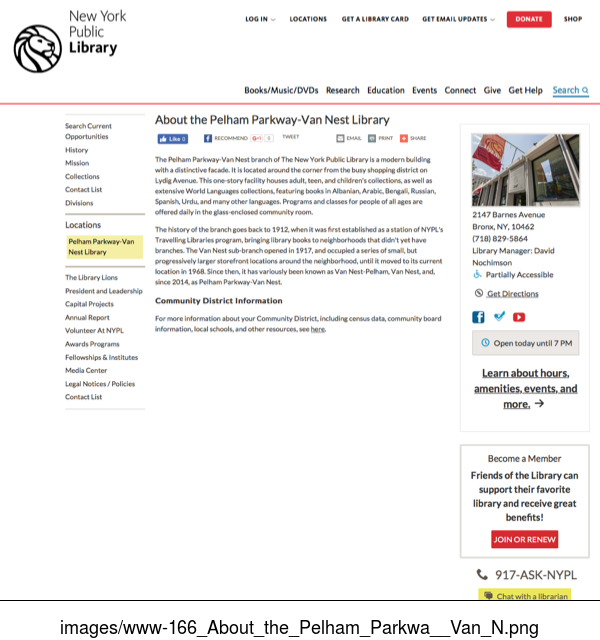 New York
Public
Library
LOG IN
LOCATIONS
GET A LIBRARY CARD
GET EMAIL UPDATES
DONATE
SHOP
Books/Music/DVDs Research Education Events Connect Give Get Help Search
Search Current
Opportunities
History
Mission
Collections
Contact List
Divisions
Locations
Pelham Parkway-Van
Nest Library
The Library Lions
President and Leadership
Capital Projects
Annual Report
Volunteer At NYPL
Awards Programs
Fellowships & Institutes
Media Center
Legal Notices / Policies
Contact List
About the Pelham Parkway-Van Nest Library
Like 0 RECOMMEND G+1 0 TWEET EMAIL PRINT SHARE
The Pelham Parkway-Van Nest branch of The New York Public Library is a modern building
with a distinctive facade. It is located around the corner from the busy shopping district on
Lydig Avenue. This one-story facility houses adult, teen, and children's collections, as well as
extensive World Languages collections, featuring books in Albanian, Arabic, Bengali, Russian,
Spanish, Urdu, and many other languages. Programs and classes for people of all ages are
offered daily in the glass-enclosed community room.
The history of the branch goes back to 1912, when it was first established as a station of NYPL's
Travelling Libraries program, bringing library books to neighborhoods that didn't yet have
branches. The Van Nest sub-branch opened in 1917, and occupied a series of small, but
progressively larger storefront locations around the neighborhood, until it moved to its current
location in 1968. Since then, it has variously been known as Van Nest-Pelham, Van Nest, and,
since 2014, as Pelham Parkway-Van Nest.
Community District Information
For more information about your Community District, including census data, community board
information, local schools, and other resources, see here.
2147 Barnes Avenue
Bronx, NY, 10462
(718) 829-5864
Library Manager: David
Nochimson
Partially Accessible
Get Directions
Open today until 7 PM
Learn about hours,
amenities, events, and
more. →
Become a Member
Friends of the Library can
support their favorite
library and receive great
benefits!
JOIN OR RENEW
917-ASK-NYPL
Chat with a librarian
images/www-166_About_the_Pelham_Parkwa__Van_N.png